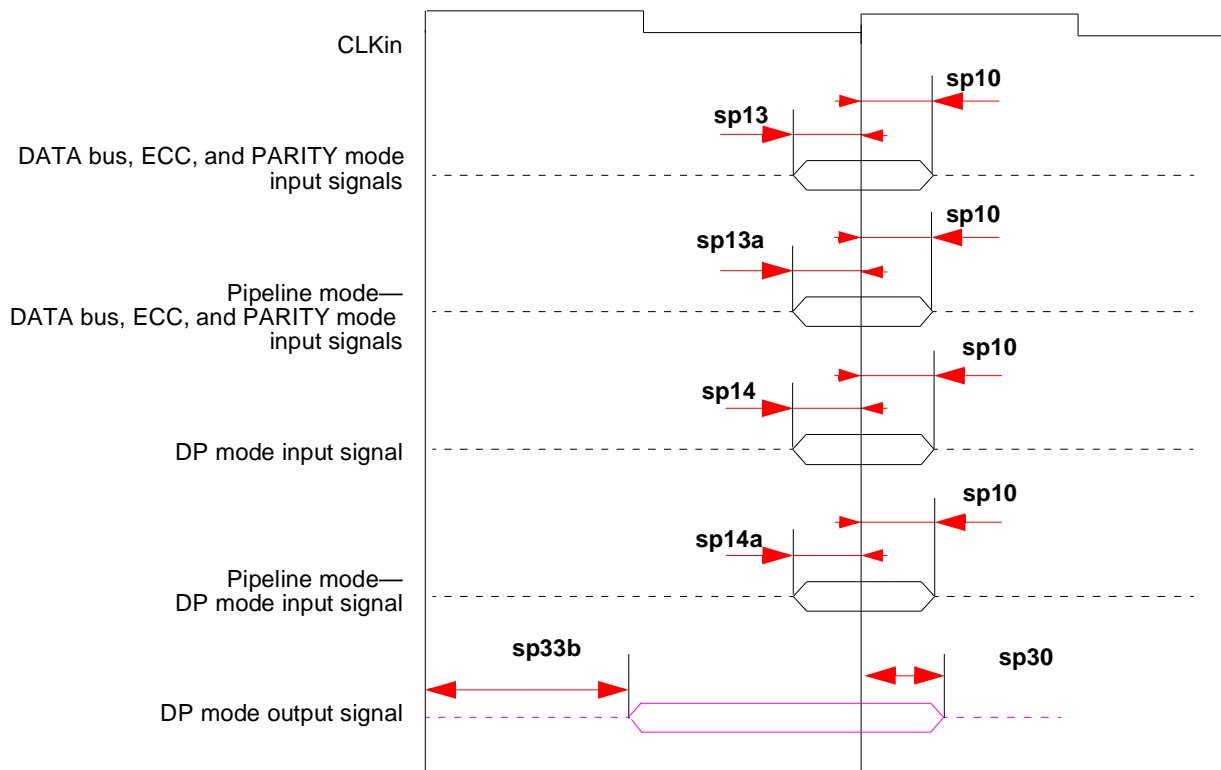 CLKin
sp10
sp13
DATA bus, ECC, and PARITY mode
input signals
sp10
sp13a
Pipeline mode—
DATA bus, ECC, and PARITY mode
input signals
sp10
sp14
DP mode input signal
sp10
sp14a
Pipeline mode—
DP mode input signal
sp33b
sp30
DP mode output signal